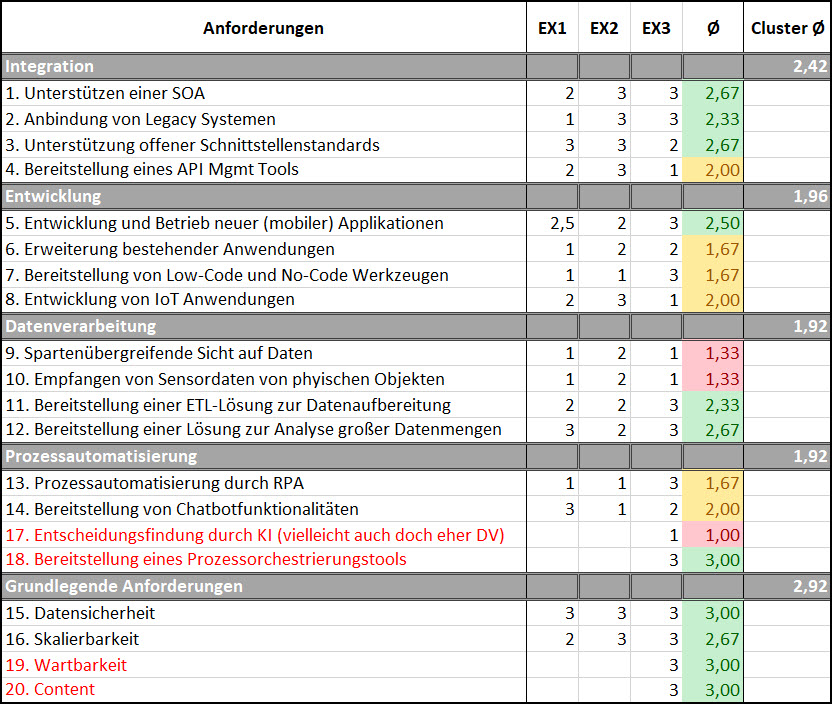 Anforderungen EX1 EX2 EX3 Ø Cluster Ø
Integration 2,42
1. Unterstützen einer SOA 2 3 3 2,67
2. Anbindung von Legacy Systemen 1 3 3 2,33
3. Unterstützung offener Schnittstellenstandards 3 3 2 2,67
4. Bereitstellung eines API Mgmt Tools 2 3 1 2,00
Entwicklung 1,96
5. Entwicklung und Betrieb neuer (mobiler) Applikationen 2,5 2 3 2,50
6. Erweiterung bestehender Anwendungen 1 2 2 1,67
7. Bereitstellung von Low-Code und No-Code Werkzeugen 1 1 3 1,67
8. Entwicklung von IoT Anwendungen 2 3 1 2,00
Datenverarbeitung 1,92
9. Spartenübergreifende Sicht auf Daten 1 2 1 1,33
10. Empfangen von Sensordaten von phyischen Objekten 1 2 1 1,33
11. Bereitstellung einer ETL-Lösung zur Datenaufbereitung 2 2 3 2,33
12. Bereitstellung einer Lösung zur Analyse großer Datenmengen 3 2 3 2,67
Prozessautomatisierung 1,92
13. Prozessautomatisierung durch RPA 1 1 3 1,67
14. Bereitstellung von Chatbotfunktionalitäten 3 1 2 2,00
17. Entscheidungsfindung durch KI (vielleicht auch doch eher DV) 1 1,00
18. Bereitstellung eines Prozessorchestrierungstools 3 3,00
Grundlegende Anforderungen 2,92
15. Datensicherheit 3 3 3 3,00
16. Skalierbarkeit 2 3 3 2,67
19. Wartbarkeit 3 3,00
20. Content 3 3,00